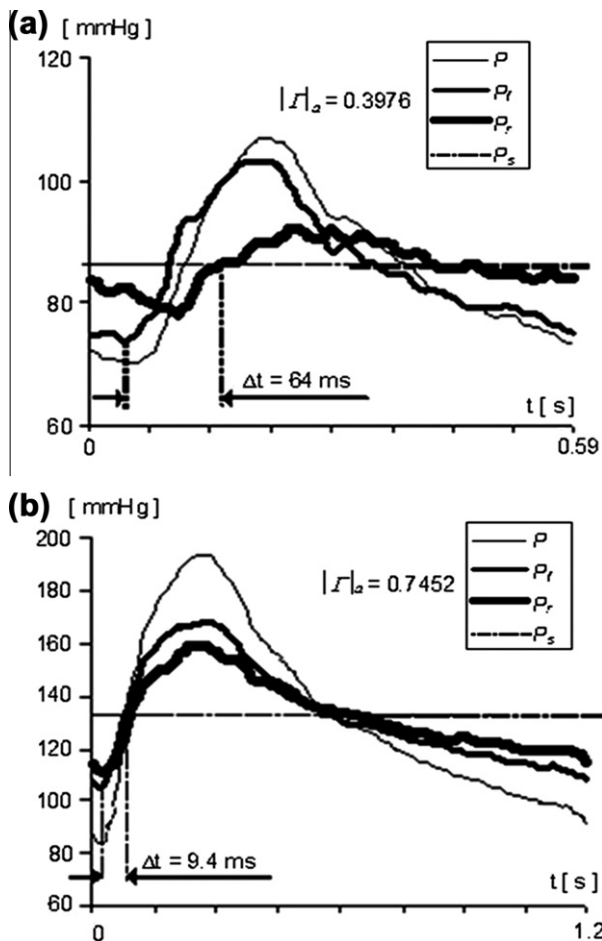 (a) [ mmHg ]
120
100
80
60
P
Pf
Pr
Ps
|Γ|a = 0.3976
Δt = 64 ms
t [ s ]
0
0.59
(b) [ mmHg ]
200
180
160
140
120
100
80
60
P
Pf
Pr
Ps
|Γ|a = 0.7452
Δt = 9.4 ms
t [ s ]
0
1.2